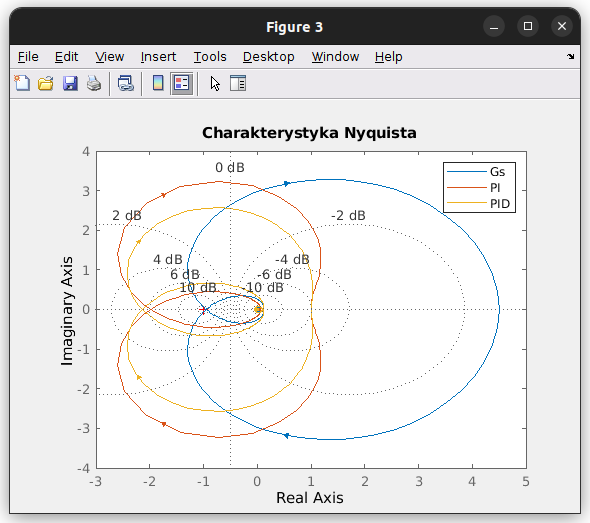 Figure 3
File Edit View Insert Tools Desktop Window Help
Charakterystyka Nyquista
4
3
2
1
0
-1
-2
-3
-4
Imaginary Axis
0 dB
2 dB
-2 dB
4 dB
-4 dB
6 dB
-6 dB
10 dB
-10 dB
Gs
PI
PID
-3 -2 -1 0 1 2 3 4 5
Real Axis